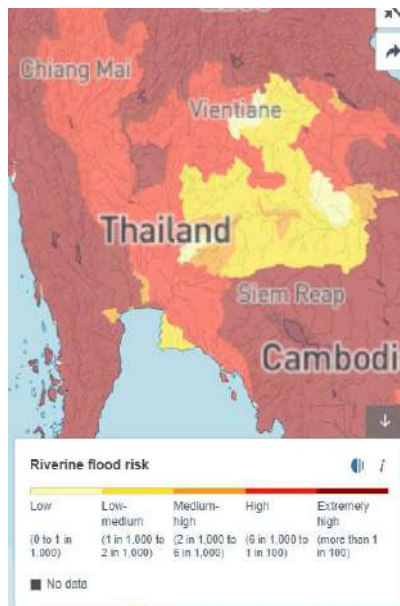 Chiang Mai
Vientiane
Thailand
Siem Reap
Cambodi
Riverine flood risk
i
Low
Low-
medium
Medium-
high
High
Extremely
high
(0 to 1 in
1,000)
(1 in 1,000 to
2 in 1,000)
(2 in 1,000 to
6 in 1,000)
(6 in 1,000 to
1 in 100)
(more than 1
in 100)
No data